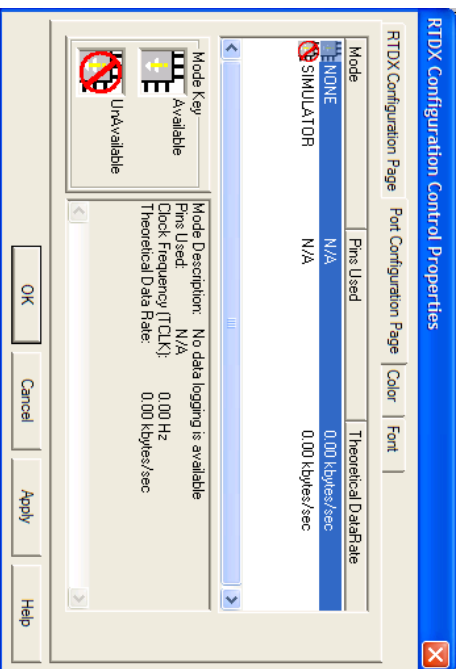 RTDX Configuration Control Properties
RTDX Configuration Page Port Configuration Page Color Font
Mode Pins Used Theoretical DataRate
NONE N/A 0.00 kbytes/sec
SIMULATOR N/A 0.00 kbytes/sec
Mode Key
Available
UnAvailable
Mode Description: No data logging is available
Pins Used: N/A
Clock Frequency (TCLK): 0.00 Hz
Theoretical Data Rate: 0.00 kbytes/sec
OK Cancel Apply Help